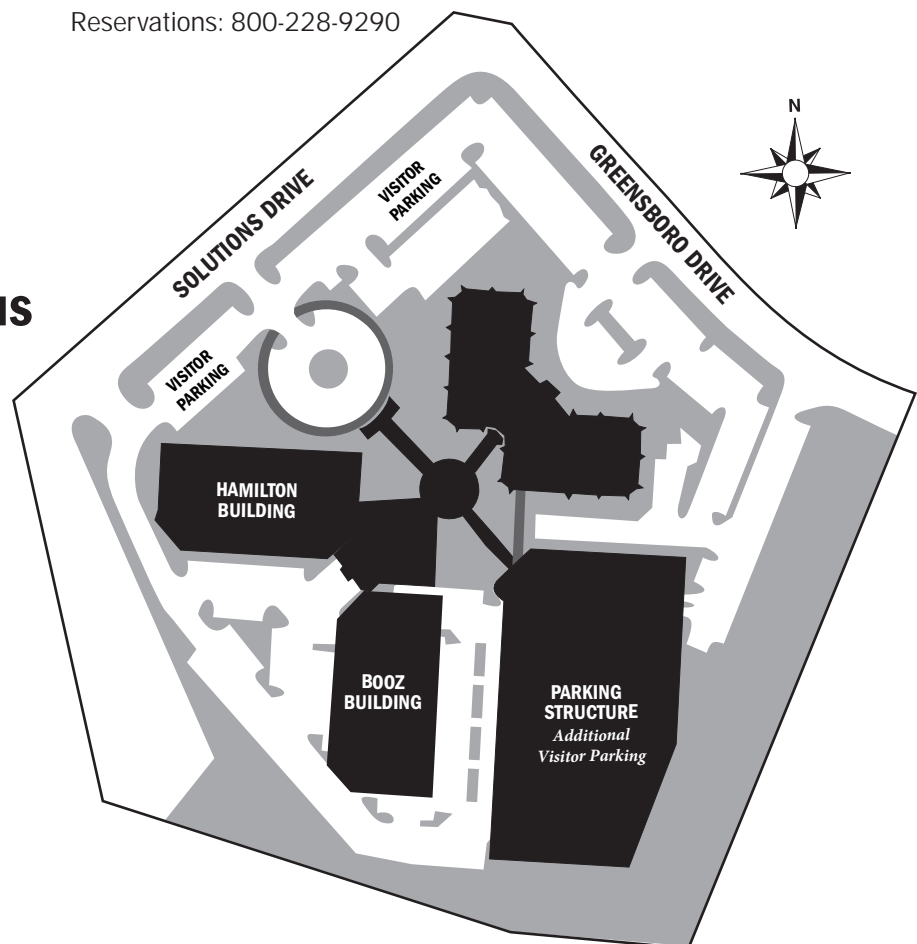 Reservations: 800-228-9290
N
SOLUTIONS DRIVE
GREENSBORO DRIVE
VISITOR
PARKING
VISITOR
PARKING
HAMILTON
BUILDING
BOOZ
BUILDING
PARKING
STRUCTURE
Additional
Visitor Parking